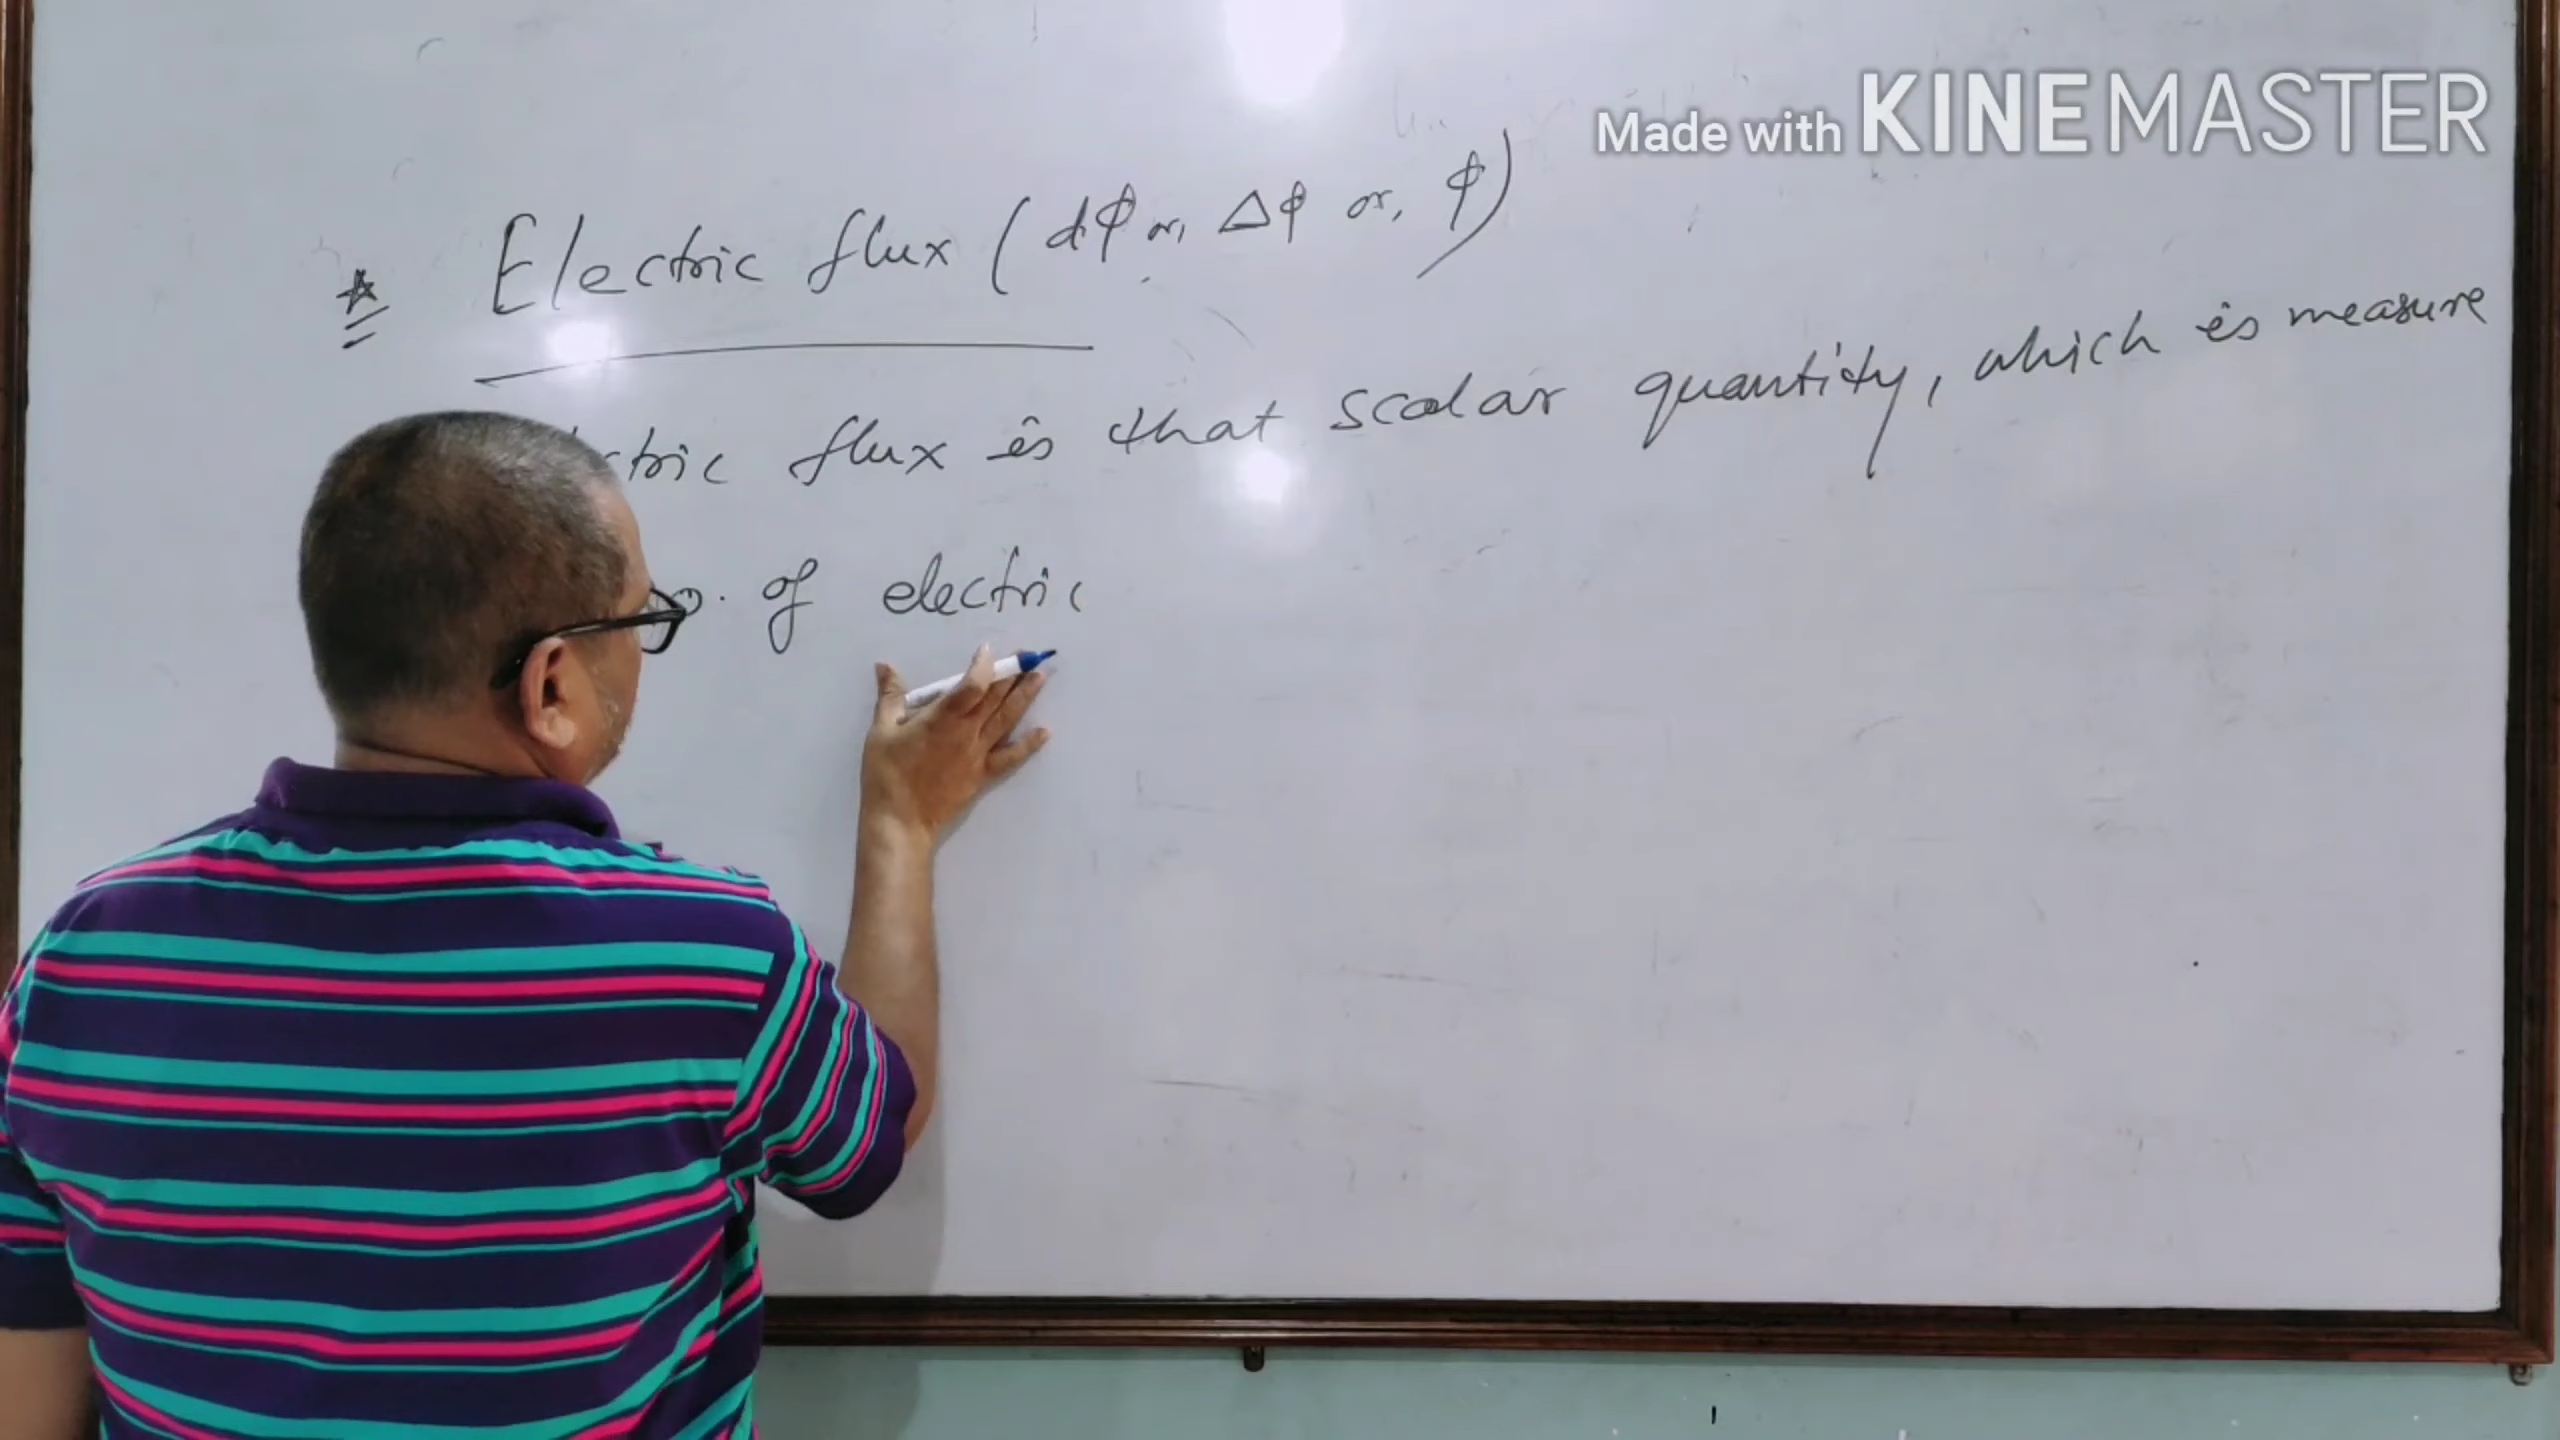 Made with KINEMASTER
* Electric flux (dϕ or, Δϕ or, ϕ)
tric flux is that scalar quantity, which is measure
o. of electric